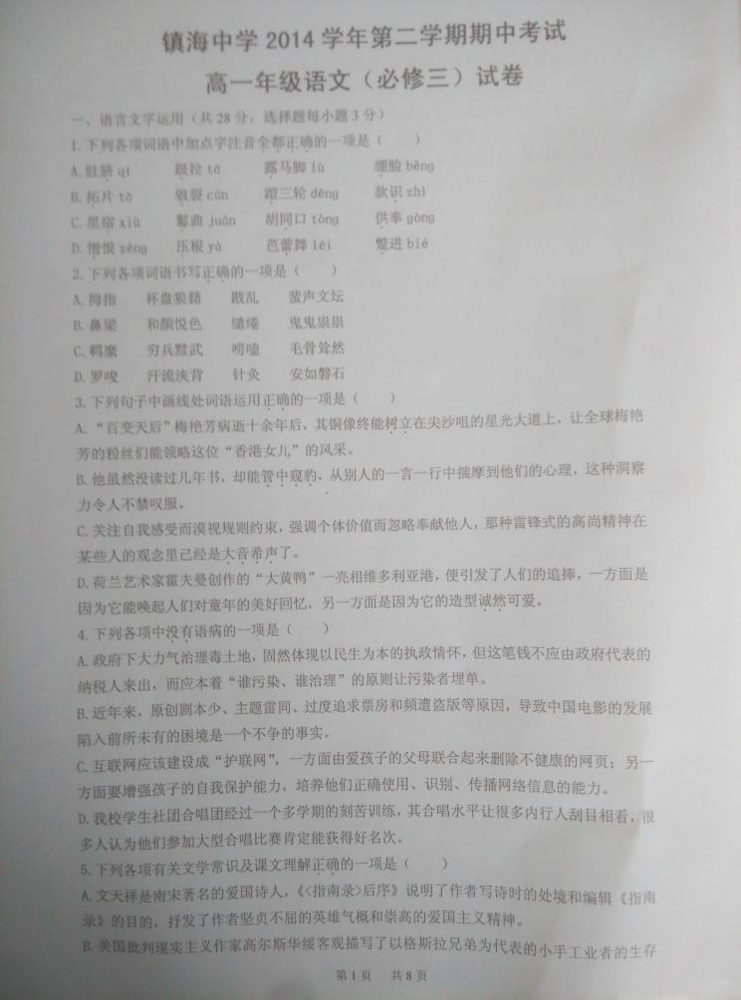 镇海中学 2014 学年第二学期期中考试
高一年级语文（必修三）试卷
一、语言文字运用（共 28 分，选择题每小题 3 分）
1. 下列各项词语中加点字注音全都正确的一项是（　　）
A. 肚脐 qí　　趿拉 tā　　露马脚 lù　　绷脸 běng
B. 拓片 tà　　皴裂 cūn　　蹬三轮 dēng　　款识 zhì
C. 星宿 xiù　　鬈曲 juǎn　　胡同口 tòng　　供奉 gòng
D. 憎恨 zēng　　压根 yà　　芭蕾舞 léi　　蹩进 bié
2. 下列各项词语书写正确的一项是（　　）
A. 拇指　　杯盘狼籍　　戡乱　　蜚声文坛
B. 鼻梁　　和颜悦色　　缱绻　　鬼鬼祟祟
C. 羁縻　　穷兵黩武　　唠嗑　　毛骨耸然
D. 罗唆　　汗流浃背　　针灸　　安如磐石
3. 下列句子中画线处词语运用正确的一项是（　　）
A. “百变天后”梅艳芳病逝十余年后，其铜像终能树立在尖沙咀的星光大道上，让全球梅艳
芳的粉丝们能领略这位“香港女儿”的风采。
B. 他虽然没读过几年书，却能管中窥豹，从别人的一言一行中揣摩到他们的心理，这种洞察
力令人不禁叹服。
C. 关注自我感受而漠视规则约束，强调个体价值而忽略奉献他人，那种雷锋式的高尚精神在
某些人的观念里已经是大音希声了。
D. 荷兰艺术家霍夫曼创作的“大黄鸭”一亮相维多利亚港，便引发了人们的追捧，一方面是
因为它能唤起人们对童年的美好回忆，另一方面是因为它的造型诚然可爱。
4. 下列各项中没有语病的一项是（　　）
A. 政府下大力气治理毒土地，固然体现以民生为本的执政情怀，但这笔钱不应由政府代表的
纳税人来出，而应本着“谁污染、谁治理”的原则让污染者埋单。
B. 近年来，原创剧本少、主题雷同、过度追求票房和频遭盗版等原因，导致中国电影的发展
陷入前所未有的困境是一个不争的事实。
C. 互联网应该建设成“护联网”，一方面由爱孩子的父母联合起来删除不健康的网页；另一
方面要增强孩子的自我保护能力，培养他们正确使用、识别、传播网络信息的能力。
D. 我校学生社团合唱团经过一个多学期的刻苦训练，其合唱水平让很多内行人刮目相看，很
多人认为他们参加大型合唱比赛肯定能获得好名次。
5. 下列各项有关文学常识及课文理解正确的一项是（　　）
A. 文天祥是南宋著名的爱国诗人，《〈指南录〉后序》说明了作者写诗时的处境和编辑《指南
录》的目的，抒发了作者坚贞不屈的英雄气概和崇高的爱国主义精神。
B. 美国批判现实主义作家高尔斯华绥客观描写了以格斯拉兄弟为代表的小手工业者的生存
第 1 页　共 8 页